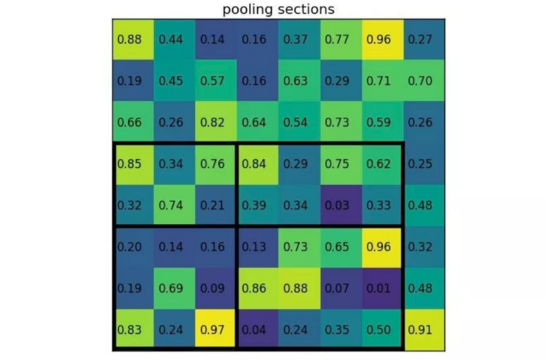 pooling sections
0.88 0.44 0.14 0.16 0.37 0.77 0.96 0.27
0.19 0.45 0.57 0.16 0.63 0.29 0.71 0.70
0.66 0.26 0.82 0.64 0.54 0.73 0.59 0.26
0.85 0.34 0.76 0.84 0.29 0.75 0.62 0.25
0.32 0.74 0.21 0.39 0.34 0.03 0.33 0.48
0.20 0.14 0.16 0.13 0.73 0.65 0.96 0.32
0.19 0.69 0.09 0.86 0.88 0.07 0.01 0.48
0.83 0.24 0.97 0.04 0.24 0.35 0.50 0.91